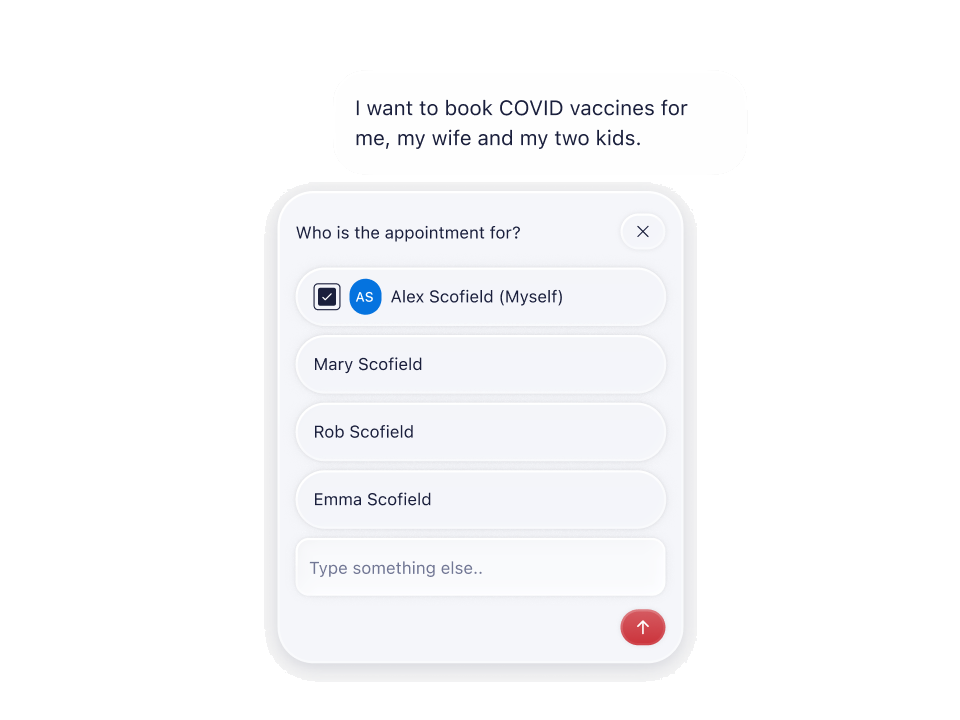 I want to book COVID vaccines for
me, my wife and my two kids.
Who is the appointment for?
AS Alex Scofield (Myself)
Mary Scofield
Rob Scofield
Emma Scofield
Type something else..